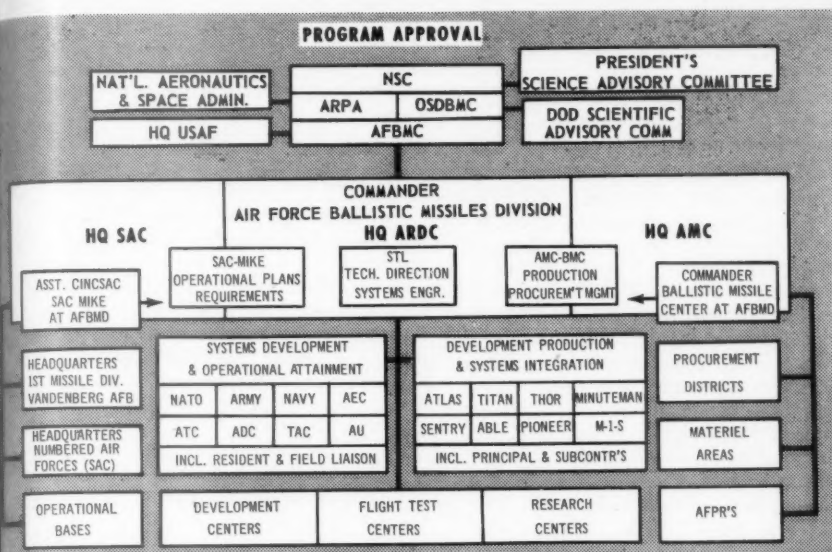 PROGRAM APPROVAL
NAT'L. AERONAUTICS
& SPACE ADMIN.
NSC
PRESIDENT'S
SCIENCE ADVISORY COMMITTEE
ARPA
OSDBMC
HQ USAF
AFBMC
DOD SCIENTIFIC
ADVISORY COMM
COMMANDER
AIR FORCE BALLISTIC MISSILES DIVISION
HQ SAC
HQ ARDC
HQ AMC
ASST. CINCSAC
SAC MIKE
AT AFBMD
SAC-MIKE
OPERATIONAL PLANS
REQUIREMENTS
STL
TECH. DIRECTION
SYSTEMS ENGR.
AMC-BMC
PRODUCTION
PROCUREM'T MGMT
COMMANDER
BALLISTIC MISSILE
CENTER AT AFBMD
HEADQUARTERS
1ST MISSILE DIV.
VANDENBERG AFB
SYSTEMS DEVELOPMENT
& OPERATIONAL ATTAINMENT
NATO ARMY NAVY AEC
ATC ADC TAC AU
INCL. RESIDENT & FIELD LIAISON
DEVELOPMENT PRODUCTION
& SYSTEMS INTEGRATION
ATLAS TITAN THOR MINUTEMAN
SENTRY ABLE PIONEER M-1-S
INCL. PRINCIPAL & SUBCONTR'S
PROCUREMENT
DISTRICTS
HEADQUARTERS
NUMBERED AIR
FORCES (SAC)
MATERIEL
AREAS
OPERATIONAL
BASES
DEVELOPMENT
CENTERS
FLIGHT TEST
CENTERS
RESEARCH
CENTERS
AFPR'S